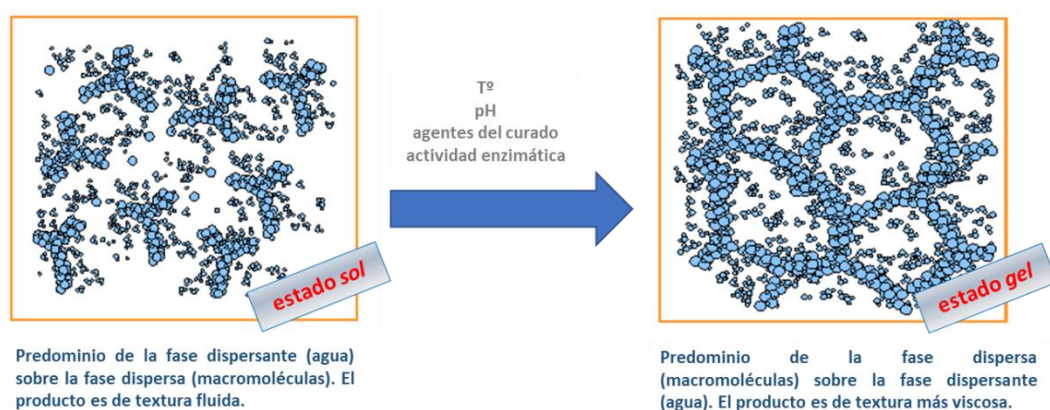 Tº
pH
agentes del curado
actividad enzimática
estado sol
estado gel
Predominio de la fase dispersante (agua)
sobre la fase dispersa (macromoléculas). El
producto es de textura fluida.
Predominio de la fase dispersa
(macromoléculas) sobre la fase dispersante
(agua). El producto es de textura más viscosa.